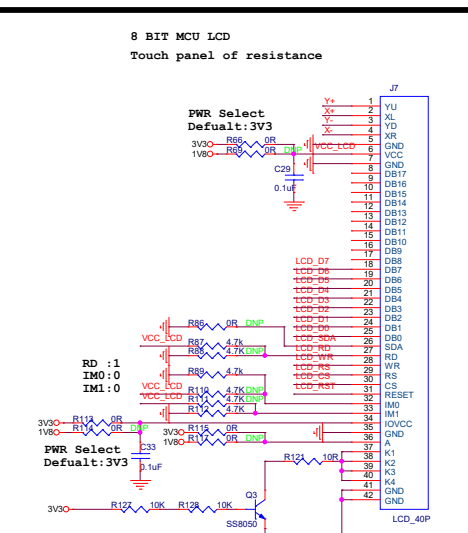 8 BIT MCU LCD
Touch panel of resistance
J7
PWR Select
Defualt:3V3
3V3 R66 0R
1V8 R69 0R DNP
VCC_LCD
C29
0.1uF
Y+ 1 YU
X+ 2 XL
Y- 3 YD
X- 4 XR
5 GND
6 VCC
7 GND
8 DB17
9 DB16
10 DB15
11 DB14
12 DB13
13 DB12
14 DB11
15 DB10
16 DB9
17 DB8
LCD_D7 18 DB7
LCD_D6 19 DB6
LCD_D5 20 DB5
LCD_D4 21 DB4
LCD_D3 22 DB3
LCD_D2 23 DB2
LCD_D1 24 DB1
LCD_D0 25 DB0
LCD_SDA 26 SDA
LCD_RD 27 RD
LCD_WR 28 WR
LCD_RS 29 RS
LCD_CS 30 CS
LCD_RST 31 RESET
32 IM0
33 IM1
34 IOVCC
35 GND
36 A
37 K1
38 K2
39 K3
40 K4
41 GND
42 GND
LCD_40P
R86 0R DNP
VCC_LCD R87 4.7k
R88 4.7K DNP
R89 4.7k
VCC_LCD R110 4.7K DNP
VCC_LCD R111 4.7K DNP
R112 4.7K
RD :1
IM0:0
IM1:0
3V3 R113 0R
1V8 R114 0R DNP
C33
0.1uF
PWR Select
Defualt:3V3
3V3 R115 0R
1V8 R117 0R DNP
R121 10R
3V3 R127 10K R128 10K
Q3
SS8050